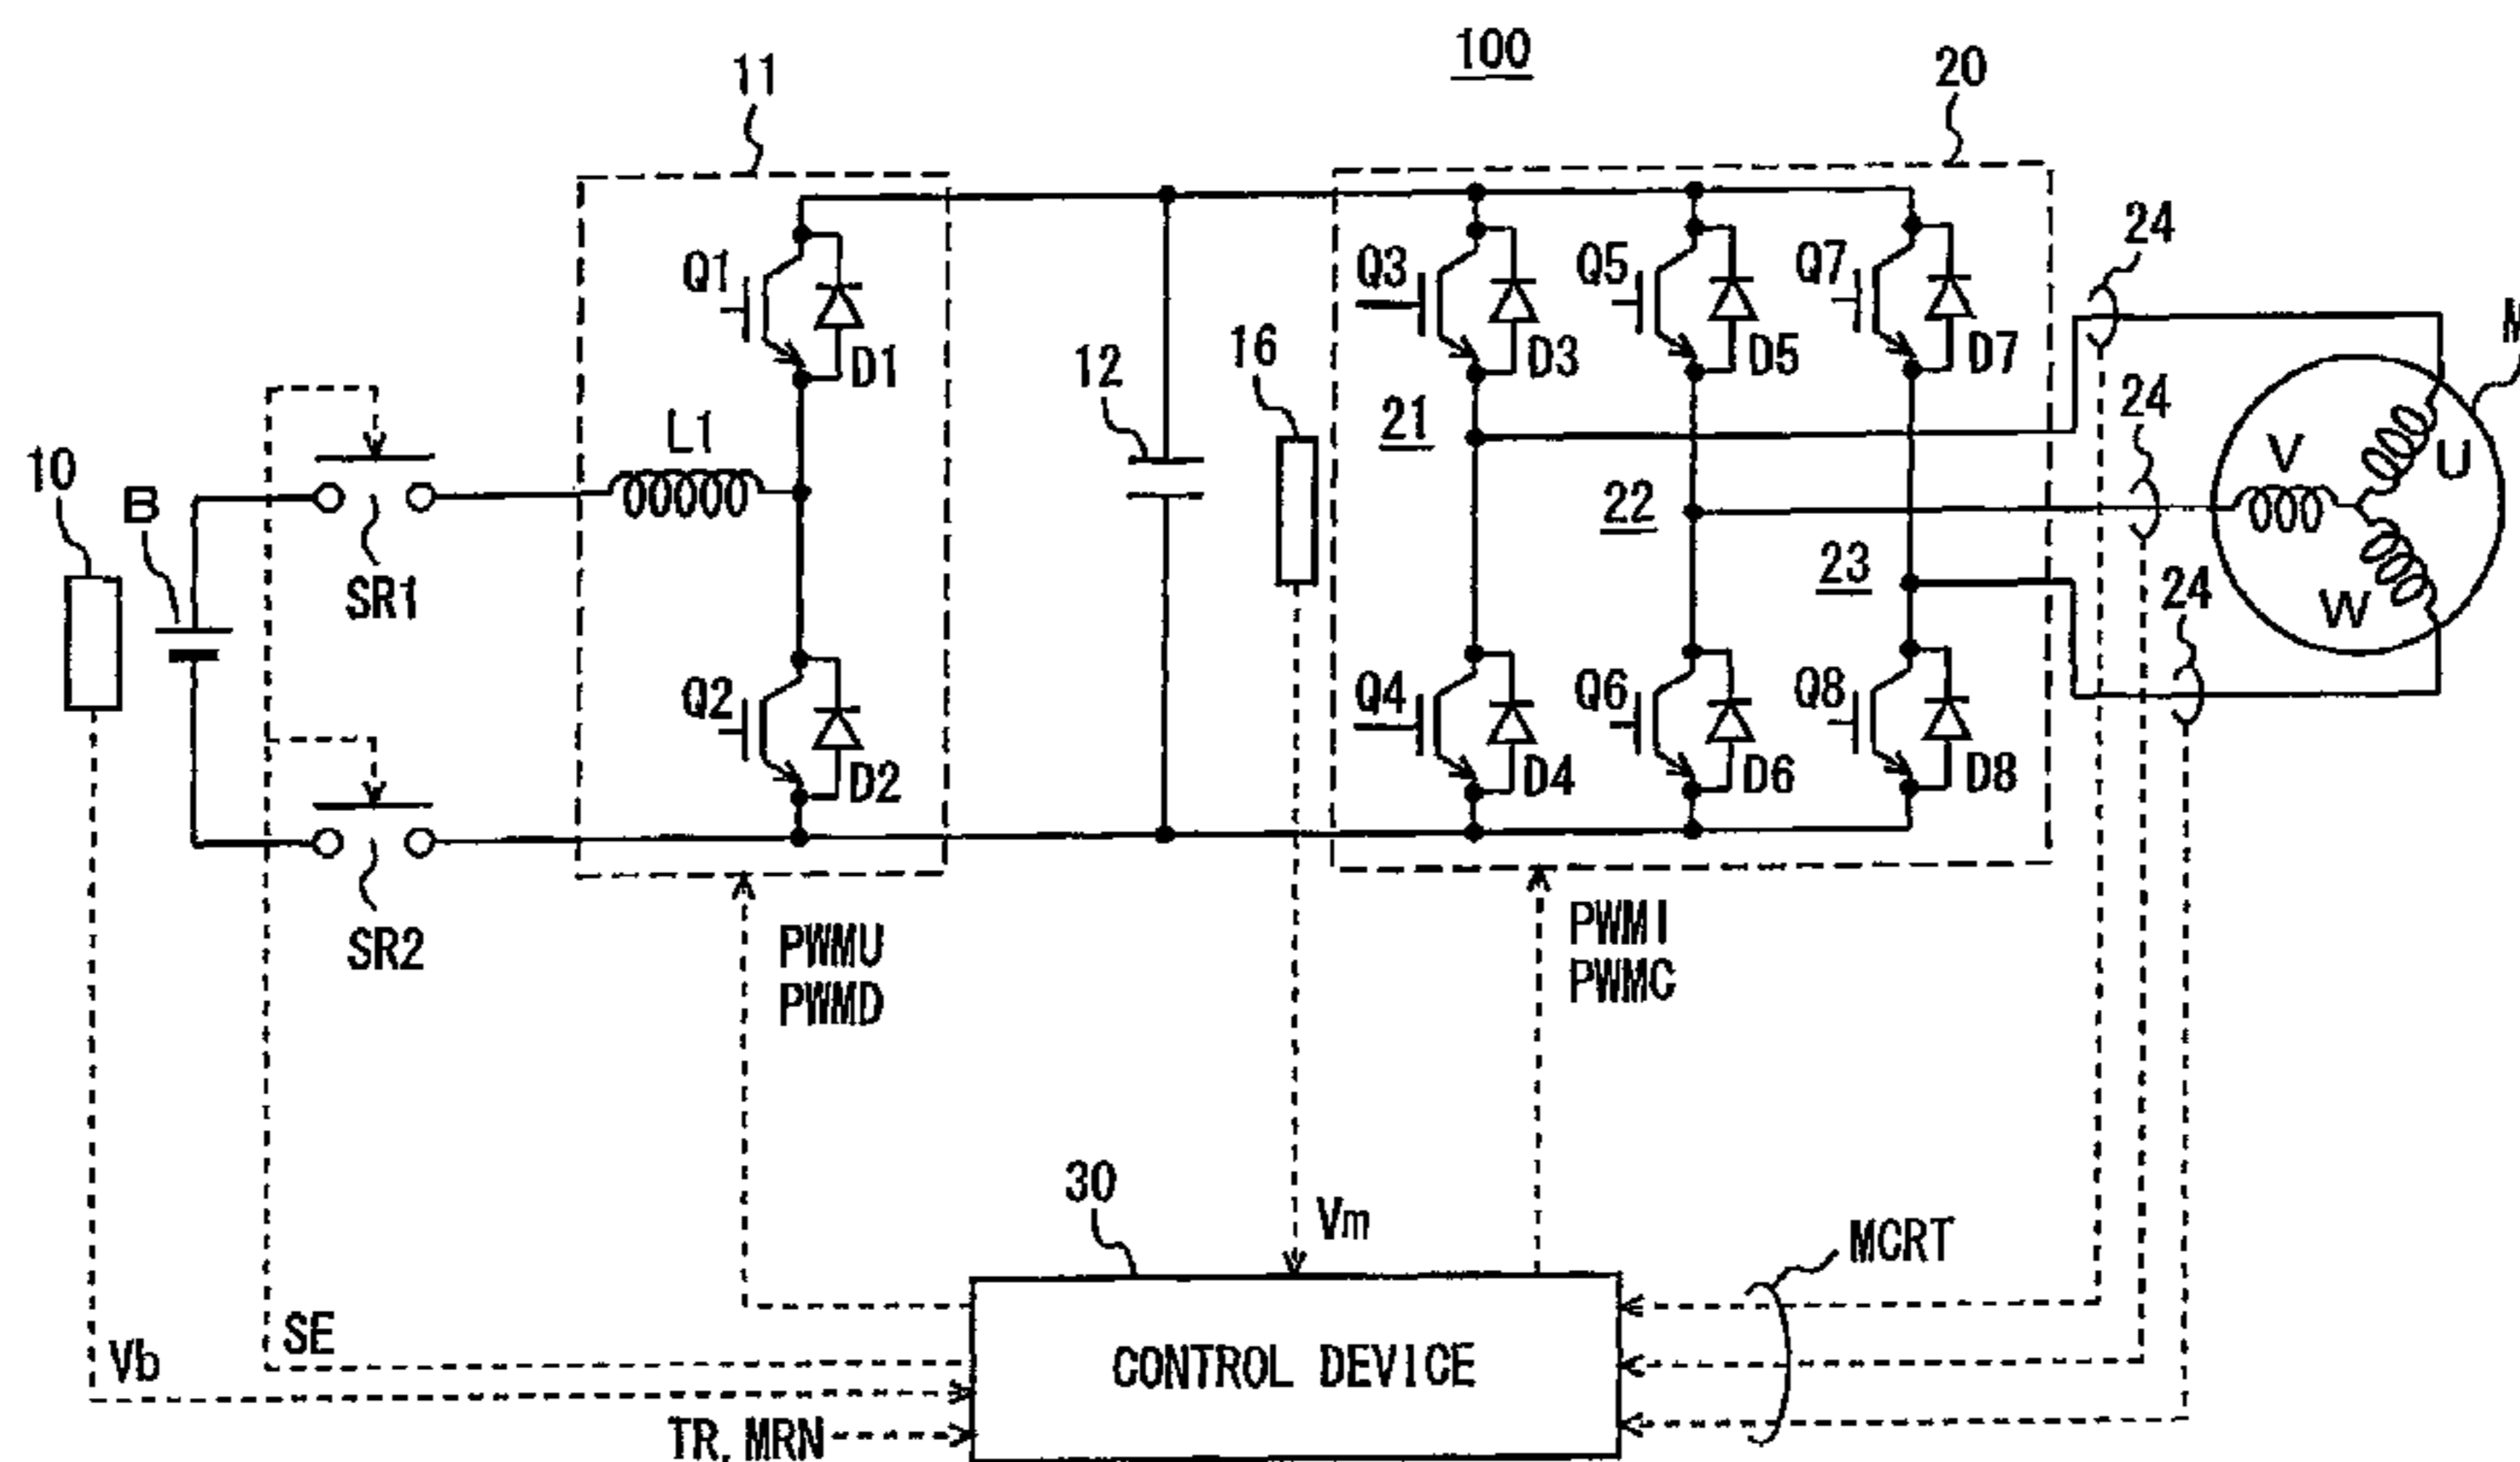 100
11
20
24
Q1
D1
Q3
D3
Q5
D5
Q7
D7
12
16
21
24
10
B
SR1
L1
22
23
V
U
W
24
Q2
D2
Q4
D4
Q6
D6
Q8
D8
SR2
PWMU
PWMD
PWMI
PWMC
30
Vm
MCRT
SE
Vb
CONTROL DEVICE
TR, MRN